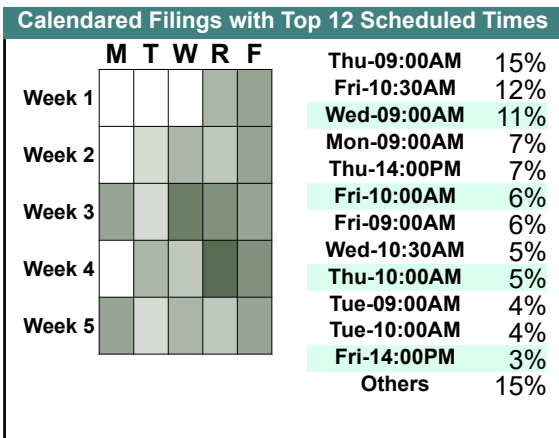 Calendared Filings with Top 12 Scheduled Times
M T W R F
Week 1
Week 2
Week 3
Week 4
Week 5
Thu-09:00AM 15%
Fri-10:30AM 12%
Wed-09:00AM 11%
Mon-09:00AM 7%
Thu-14:00PM 7%
Fri-10:00AM 6%
Fri-09:00AM 6%
Wed-10:30AM 5%
Thu-10:00AM 5%
Tue-09:00AM 4%
Tue-10:00AM 4%
Fri-14:00PM 3%
Others 15%